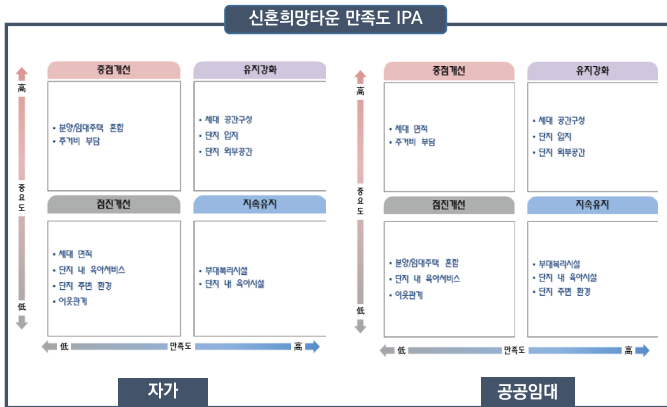 신혼희망타운 만족도 IPA
중점개선
유지강화
高
• 분양/임대주택 혼합
• 주거비 부담
• 세대 공간구성
• 단지 입지
• 단지 외부공간
중요도
점진개선
지속유지
• 세대 면적
• 단지 내 육아서비스
• 단지 주변 환경
• 이웃관계
• 부대복리시설
• 단지 내 육아시설
低
低
만족도
高
자가
중점개선
유지강화
高
• 세대 면적
• 주거비 부담
• 세대 공간구성
• 단지 입지
• 단지 외부공간
중요도
점진개선
지속유지
• 분양/임대주택 혼합
• 단지 내 육아서비스
• 이웃관계
• 부대복리시설
• 단지 내 육아시설
• 단지 주변 환경
低
低
만족도
高
공공임대